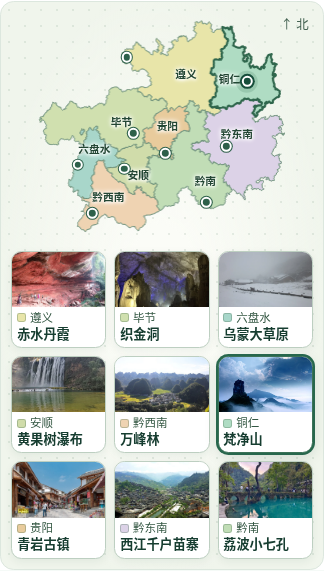 ↑ 北
遵义
铜仁
毕节
贵阳
黔东南
六盘水
安顺
黔南
黔西南
遵义
赤水丹霞
毕节
织金洞
六盘水
乌蒙大草原
安顺
黄果树瀑布
黔西南
万峰林
铜仁
梵净山
贵阳
青岩古镇
黔东南
西江千户苗寨
黔南
荔波小七孔